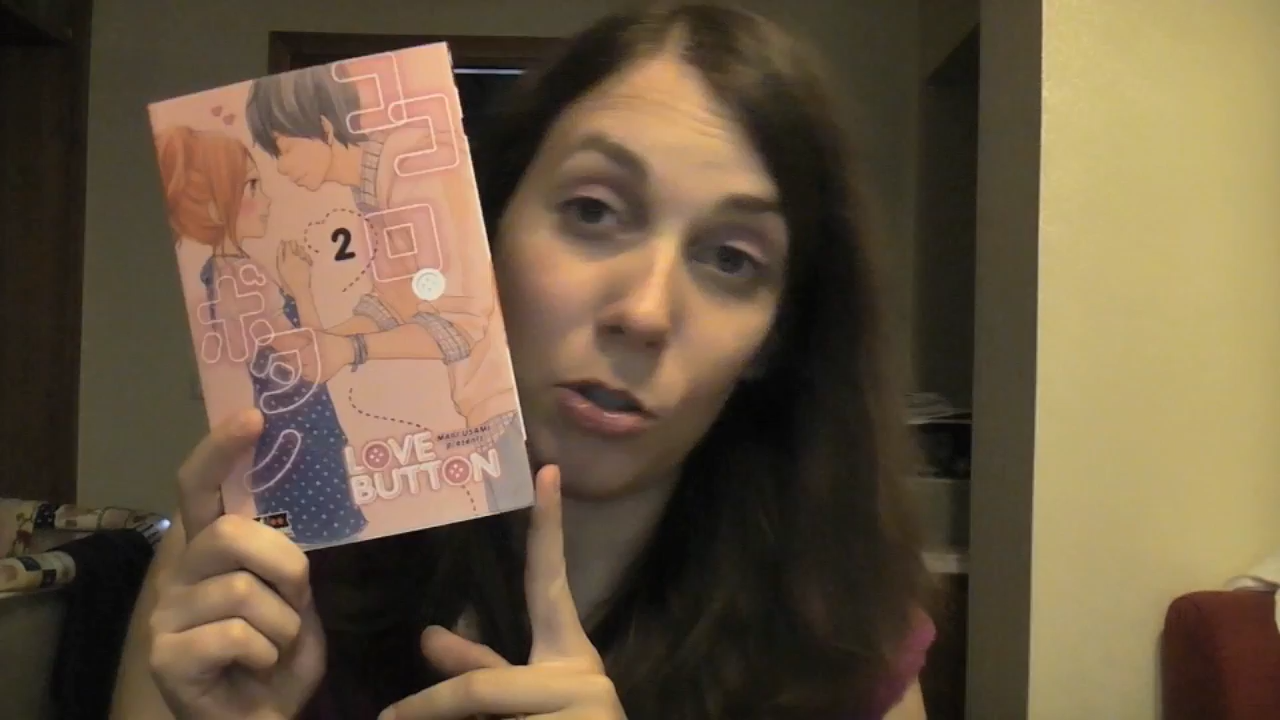 ココロ
ボタン
2
MAKI USAMI
presents
LOVE
BUTTON